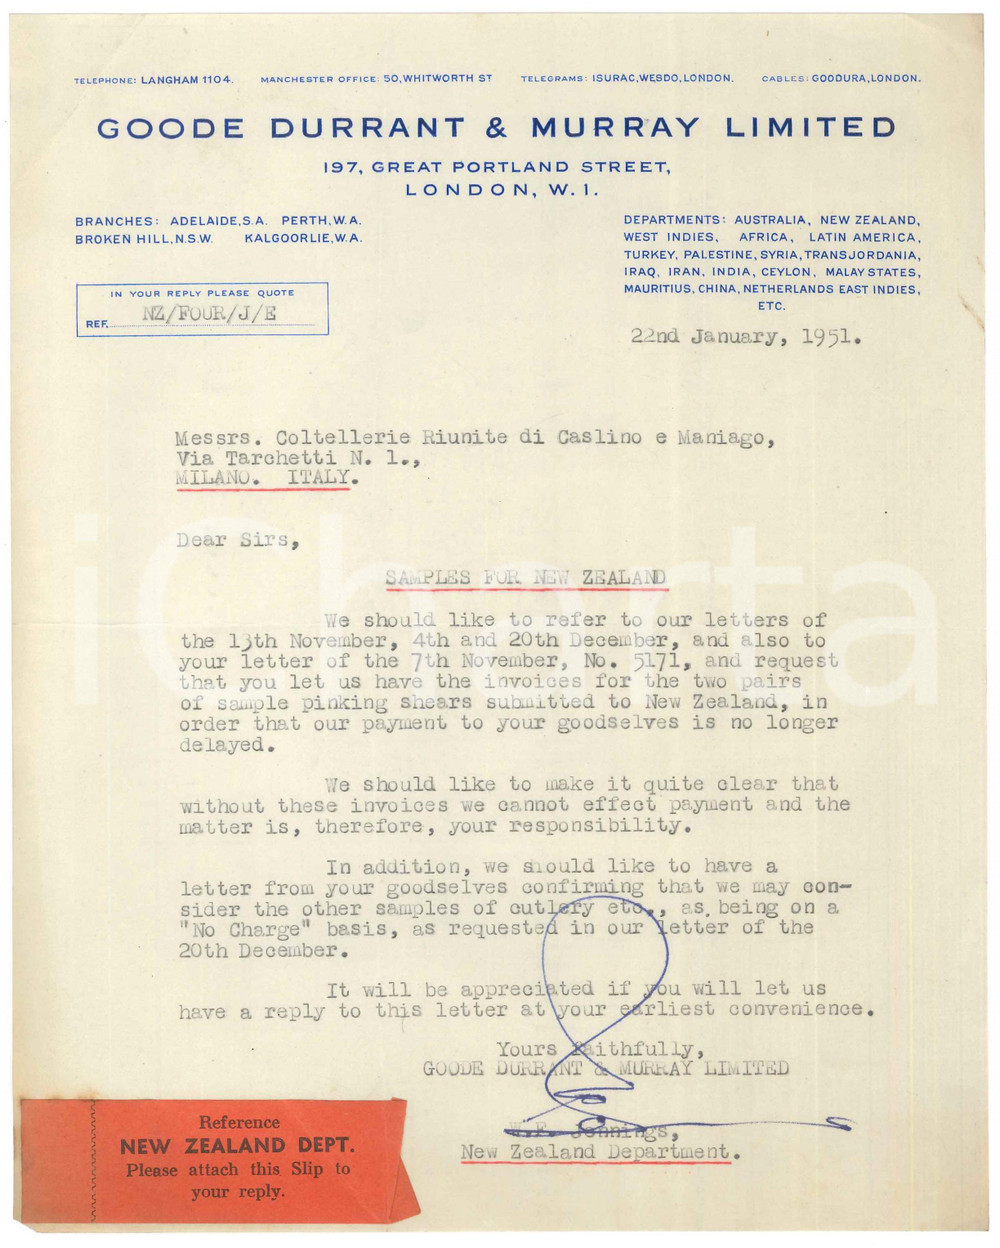 TELEPHONE: LANGHAM 1104. MANCHESTER OFFICE: 50, WHITWORTH ST TELEGRAMS: ISURAC, WESDO, LONDON. CABLES: GOODURA, LONDON.
GOODE DURRANT & MURRAY LIMITED
197, GREAT PORTLAND STREET,
LONDON, W. 1.
BRANCHES: ADELAIDE, S.A. PERTH, W.A.
BROKEN HILL, N.S.W. KALGOORLIE, W.A.
DEPARTMENTS: AUSTRALIA, NEW ZEALAND,
WEST INDIES, AFRICA, LATIN AMERICA,
TURKEY, PALESTINE, SYRIA, TRANSJORDANIA,
IRAQ, IRAN, INDIA, CEYLON, MALAY STATES,
MAURITIUS, CHINA, NETHERLANDS EAST INDIES,
ETC.
IN YOUR REPLY PLEASE QUOTE
REF. NZ/FOUR/J/E
22nd January, 1951.
Messrs. Coltellerie Riunite di Caslino e Maniago,
Via Tarchetti N. 1.,
MILANO. ITALY.
Dear Sirs,
SAMPLES FOR NEW ZEALAND
We should like to refer to our letters of
the 13th November, 4th and 20th December, and also to
your letter of the 7th November, No. 5171, and request
that you let us have the invoices for the two pairs
of sample pinking shears submitted to New Zealand, in
order that our payment to your goodselves is no longer
delayed.
We should like to make it quite clear that
without these invoices we cannot effect payment and the
matter is, therefore, your responsibility.
In addition, we should like to have a
letter from your goodselves confirming that we may con-
sider the other samples of cutlery etc., as being on a
"No Charge" basis, as requested in our letter of the
20th December.
It will be appreciated if you will let us
have a reply to this letter at your earliest convenience.
Yours faithfully,
GOODE DURRANT & MURRAY LIMITED
W.F. Jennings,
New Zealand Department.
Reference
NEW ZEALAND DEPT.
Please attach this Slip to
your reply.
iCharta